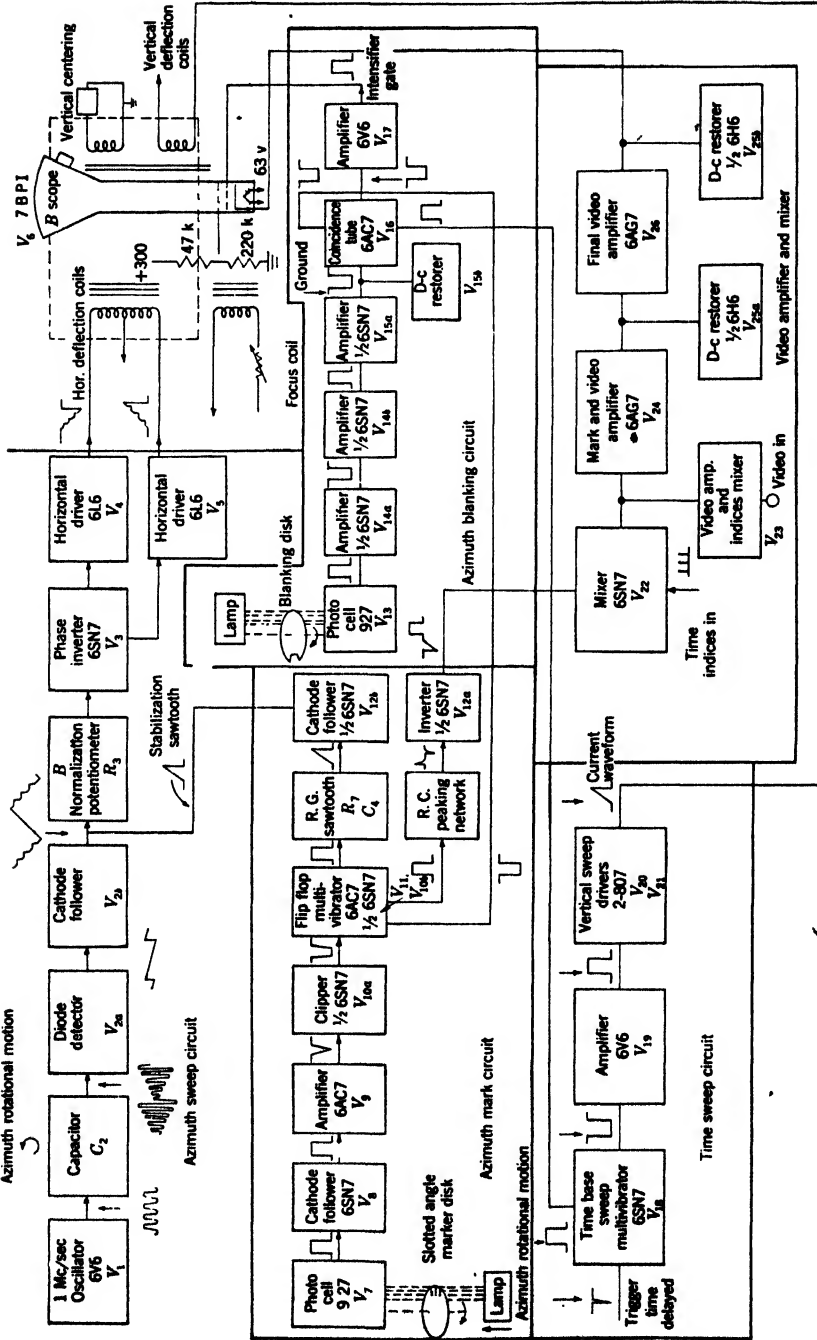 Azimuth rotational motion
1 Mc/sec
Oscillator
6V6
V1
Capacitor
C2
Diode
detector
V2a
Cathode
follower
V2b
B
Normalization
potentiometer
R3
Phase
inverter
6SN7
V3
Horizontal
driver
6L6
V4
Horizontal
driver
6L6
V5
Azimuth sweep circuit
Stabilization
sawtooth
V6
7 BPI
B scope
Hor. deflection coils
+300
47 k
220 k
63 v
Focus coil
Vertical centering
Vertical
deflection
coils
Photo
cell
9 27
V7
Cathode
follower
6SN7
V8
Amplifier
6AC7
V9
Clipper
½ 6SN7
V10a
Flip flop
multi-
vibrator
6AC7
½ 6SN7
V11,
V10b
R. G.
sawtooth
R7
C4
Cathode
follower
½ 6SN7
V12b
R. C.
peaking
network
Inverter
½ 6SN7
V12a
Slotted angle
marker disk
Lamp
Azimuth rotational motion
Azimuth mark circuit
Lamp
Blanking disk
Photo
cell
927
V13
Amplifier
½ 6SN7
V14a
Amplifier
½ 6SN7
V14b
Amplifier
½ 6SN7
V15a
Ground
D-c
restorer
V15b
Coincidence
tube
6AC7
V16
Amplifier
6V6
V17
Intensifier
gate
Azimuth blanking circuit
Trigger
time
delayed
Time base
sweep
multivibrator
6SN7
V18
Amplifier
6V6
V19
Vertical sweep
drivers
2-807
V20
V21
Current
waveform
Time sweep circuit
Time
indices in
Mixer
6SN7
V22
Video amp.
and
indices mixer
V23
Video in
Mark and video
amplifier
6AG7
V24
D-c restorer
½ 6H6
V25a
Final video
amplifier
6AG7
V26
D-c restorer
½ 6H6
V25b
Video amplifier and mixer